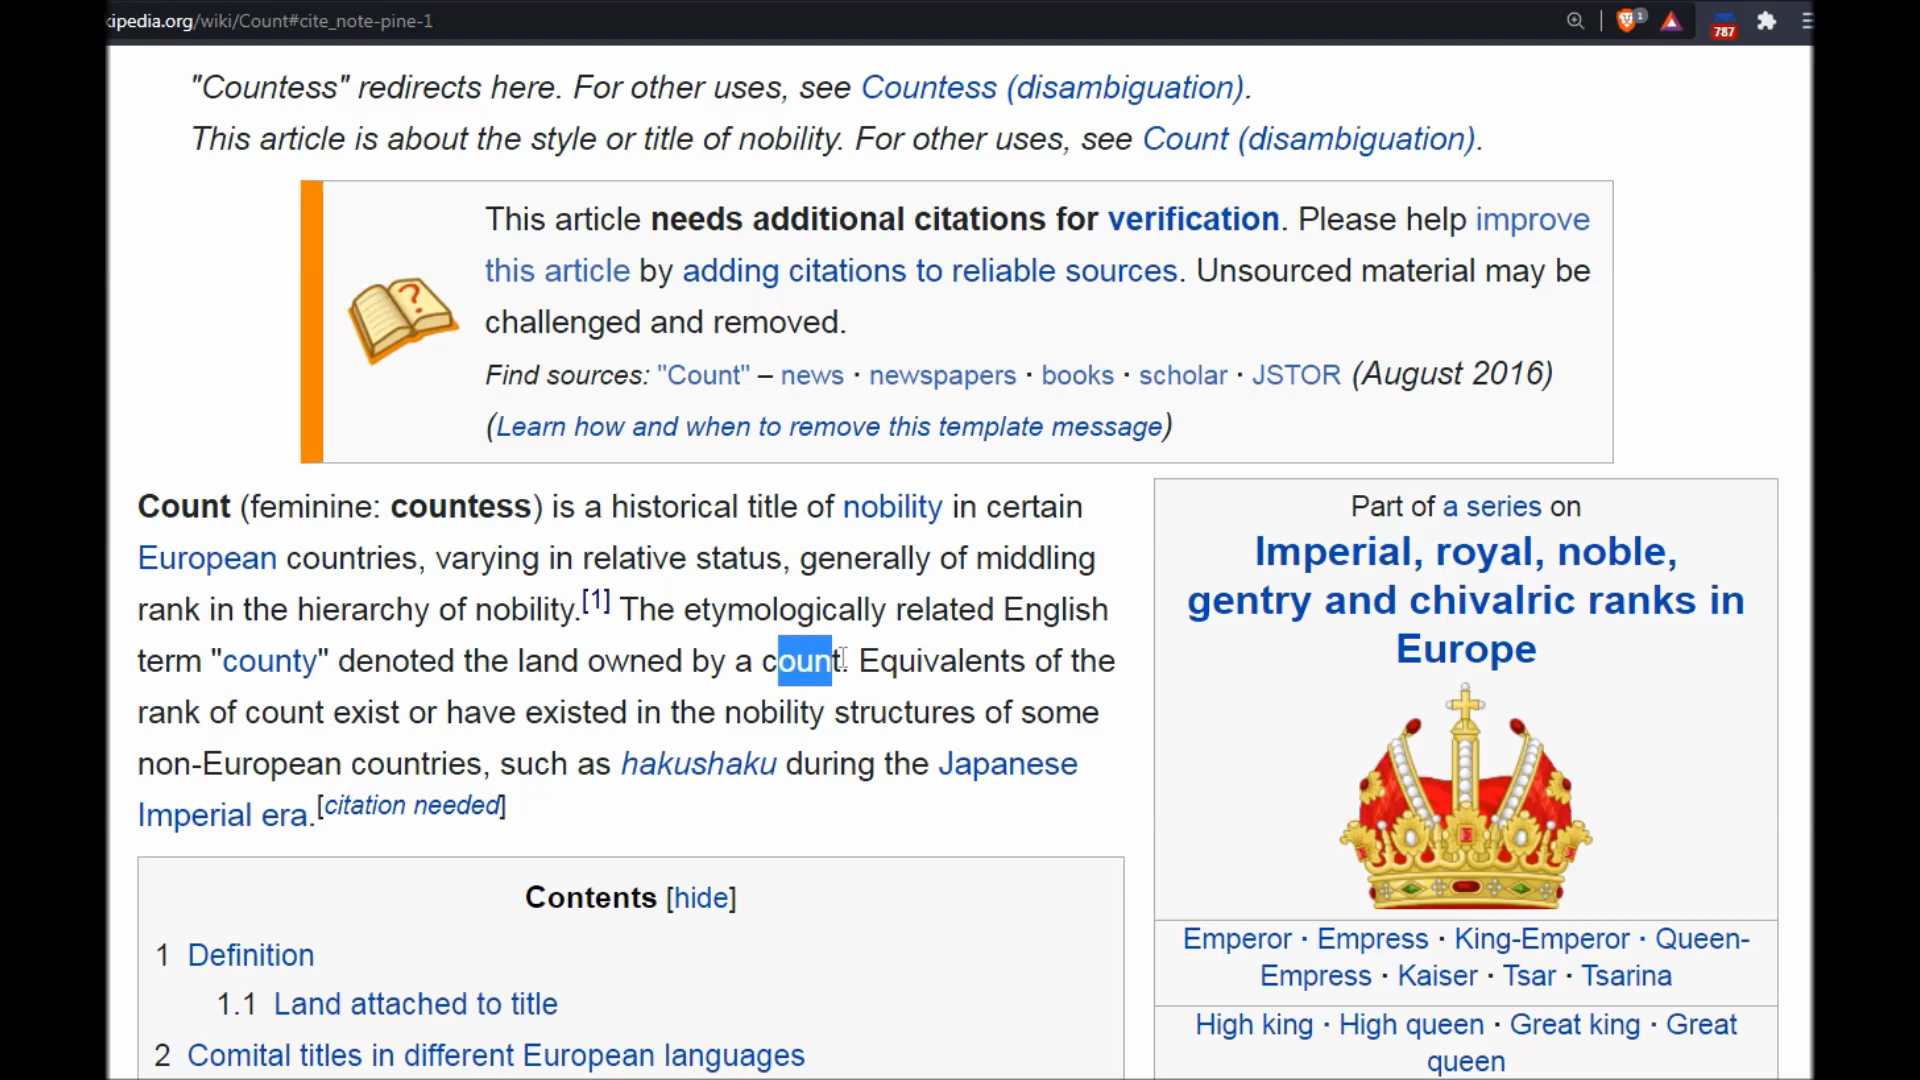 kipedia.org/wiki/Count#cite_note-pine-1
1
787
"Countess" redirects here. For other uses, see Countess (disambiguation).
This article is about the style or title of nobility. For other uses, see Count (disambiguation).
This article needs additional citations for verification. Please help improve
this article by adding citations to reliable sources. Unsourced material may be
challenged and removed.
Find sources: "Count" – news · newspapers · books · scholar · JSTOR (August 2016)
(Learn how and when to remove this template message)
Count (feminine: countess) is a historical title of nobility in certain
European countries, varying in relative status, generally of middling
rank in the hierarchy of nobility.[1] The etymologically related English
term "county" denoted the land owned by a count. Equivalents of the
rank of count exist or have existed in the nobility structures of some
non-European countries, such as hakushaku during the Japanese
Imperial era.[citation needed]
Contents [hide]
1 Definition
1.1 Land attached to title
2 Comital titles in different European languages
Part of a series on
Imperial, royal, noble,
gentry and chivalric ranks in
Europe
Emperor · Empress · King-Emperor · Queen-
Empress · Kaiser · Tsar · Tsarina
High king · High queen · Great king · Great
queen